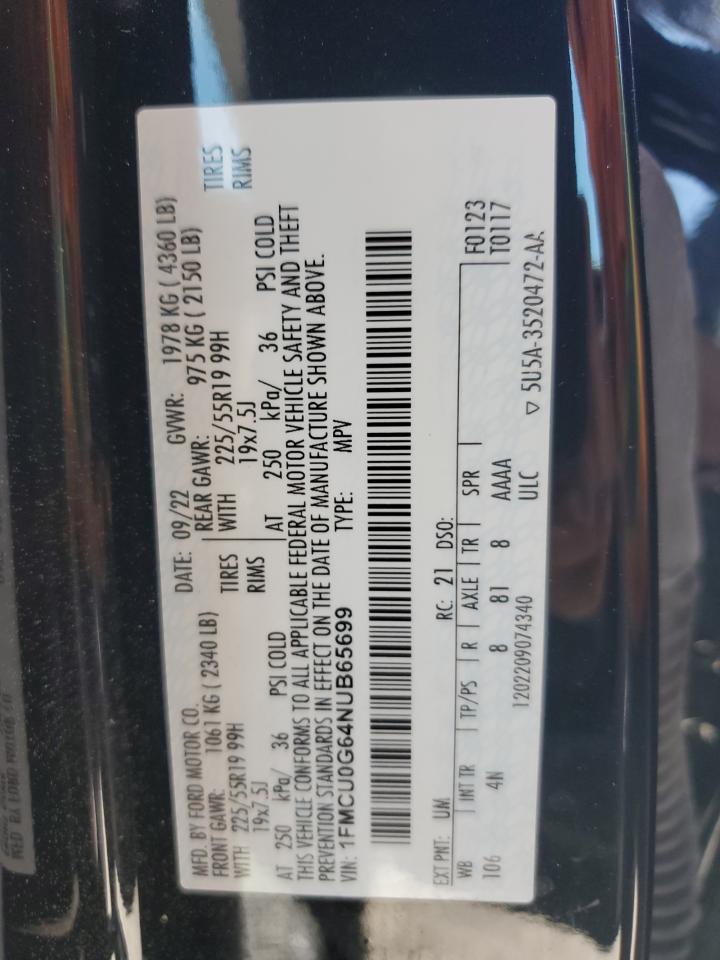 MFD. BY FORD MOTOR CO.
DATE: 09/22 GVWR: 1978 KG ( 4360 LB)
FRONT GAWR: 1061 KG ( 2340 LB) REAR GAWR: 975 KG ( 2150 LB)
WITH 225/55R19 99H TIRES WITH 225/55R19 99H TIRES
19x7.5J RIMS 19x7.5J RIMS
AT 250 kPa/ 36 PSI COLD AT 250 kPa/ 36 PSI COLD
THIS VEHICLE CONFORMS TO ALL APPLICABLE FEDERAL MOTOR VEHICLE SAFETY AND THEFT
PREVENTION STANDARDS IN EFFECT ON THE DATE OF MANUFACTURE SHOWN ABOVE.
VIN: 1FMCU0G64NUB65699 TYPE: MPV
EXT PNT: UM RC: 21 DSO:
WB INT TR TP/PS R AXLE TR SPR F0123
106 4N 8 81 8 AAAA T0117
1202209074340 ULC ▽ 5U5A-3520472-AA